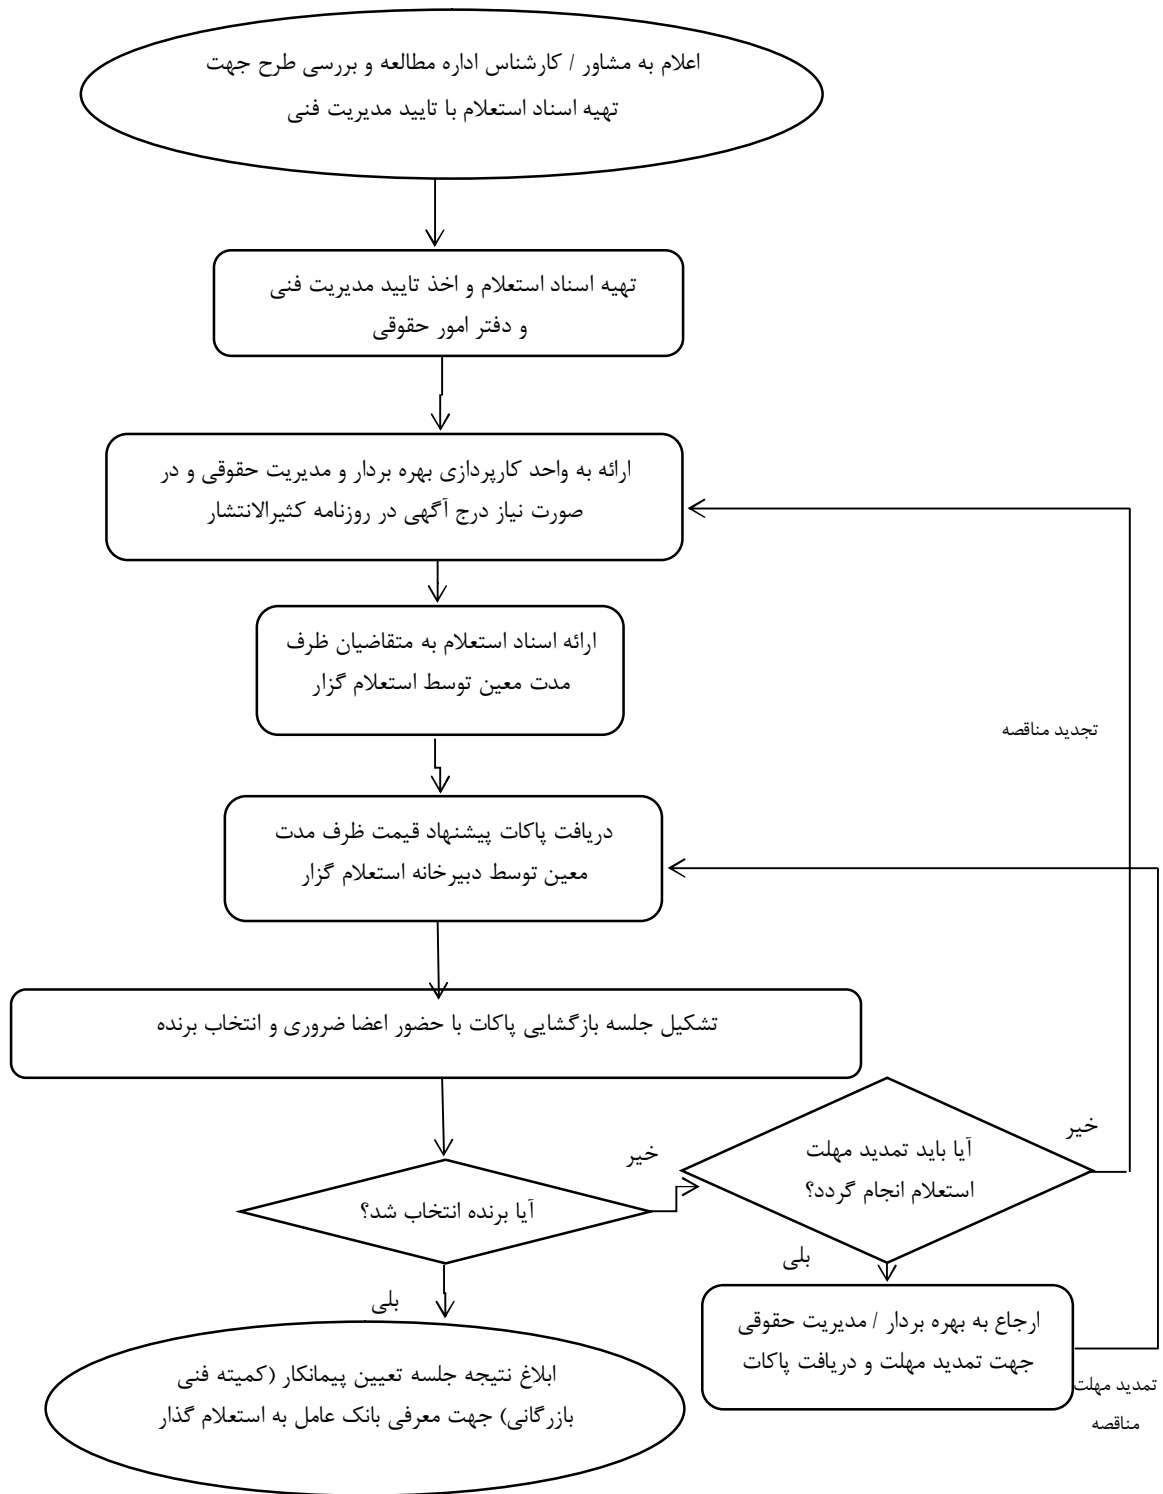 اعلام به مشاور / کارشناس اداره مطالعه و بررسی طرح جهت
تهیه اسناد استعلام با تایید مدیریت فنی
تهیه اسناد استعلام و اخذ تایید مدیریت فنی
و دفتر امور حقوقی
ارائه به واحد کارپردازی بهره بردار و مدیریت حقوقی و در
صورت نیاز درج آگهی در روزنامه کثیرالانتشار
ارائه اسناد استعلام به متقاضیان ظرف
مدت معین توسط استعلام گزار
تجدید مناقصه
دریافت پاکات پیشنهاد قیمت ظرف مدت
معین توسط دبیرخانه استعلام گزار
تشکیل جلسه بازگشایی پاکات با حضور اعضا ضروری و انتخاب برنده
خیر
آیا باید تمدید مهلت
استعلام انجام گردد؟
خیر
آیا برنده انتخاب شد؟
بلی
بلی
ارجاع به بهره بردار / مدیریت حقوقی
جهت تمدید مهلت و دریافت پاکات
تمدید مهلت
مناقصه
ابلاغ نتیجه جلسه تعیین پیمانکار (کمیته فنی
بازرگانی) جهت معرفی بانک عامل به استعلام گذار